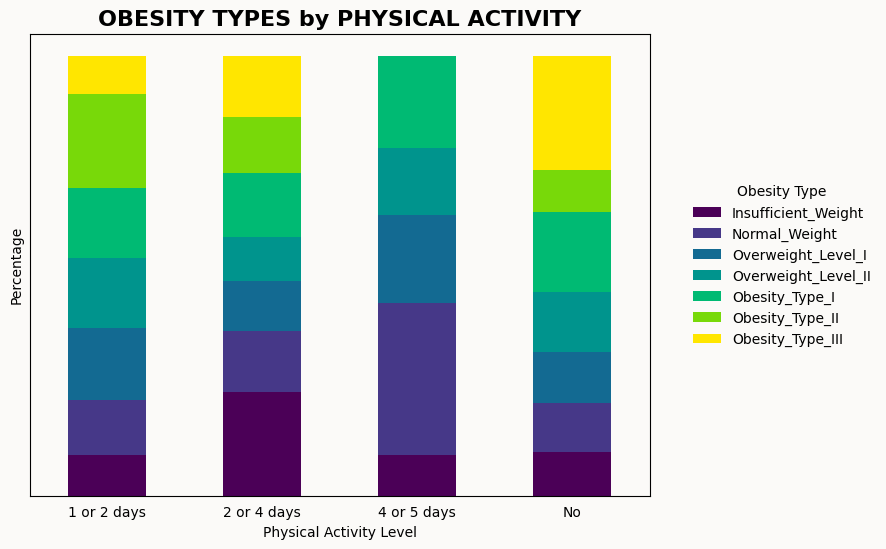 OBESITY TYPES by PHYSICAL ACTIVITY
Percentage
1 or 2 days
2 or 4 days
4 or 5 days
No
Physical Activity Level
Obesity Type
Insufficient_Weight
Normal_Weight
Overweight_Level_I
Overweight_Level_II
Obesity_Type_I
Obesity_Type_II
Obesity_Type_III